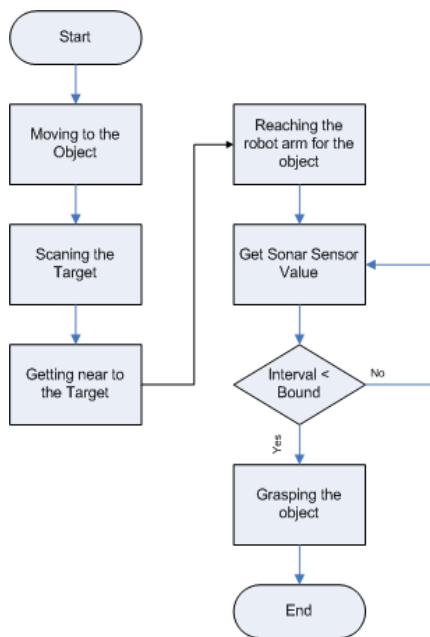 Start
Moving to the
Object
Scaning the
Target
Getting near to
the Target
Reaching the
robot arm for the
object
Get Sonar Sensor
Value
Interval <
Bound
No
Yes
Grasping the
object
End